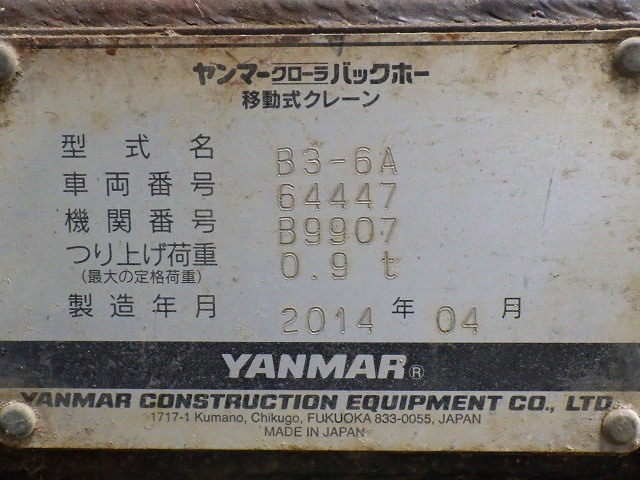 ヤンマークローラバックホー
移動式クレーン
型式名 B3-6A
車両番号 64447
機関番号 B9907
つり上げ荷重 0.9 t
(最大の定格荷重)
製造年月 2014 年 04 月
YANMAR®
YANMAR CONSTRUCTION EQUIPMENT CO., LTD.
1717-1 Kumano, Chikugo, FUKUOKA 833-0055, JAPAN
MADE IN JAPAN